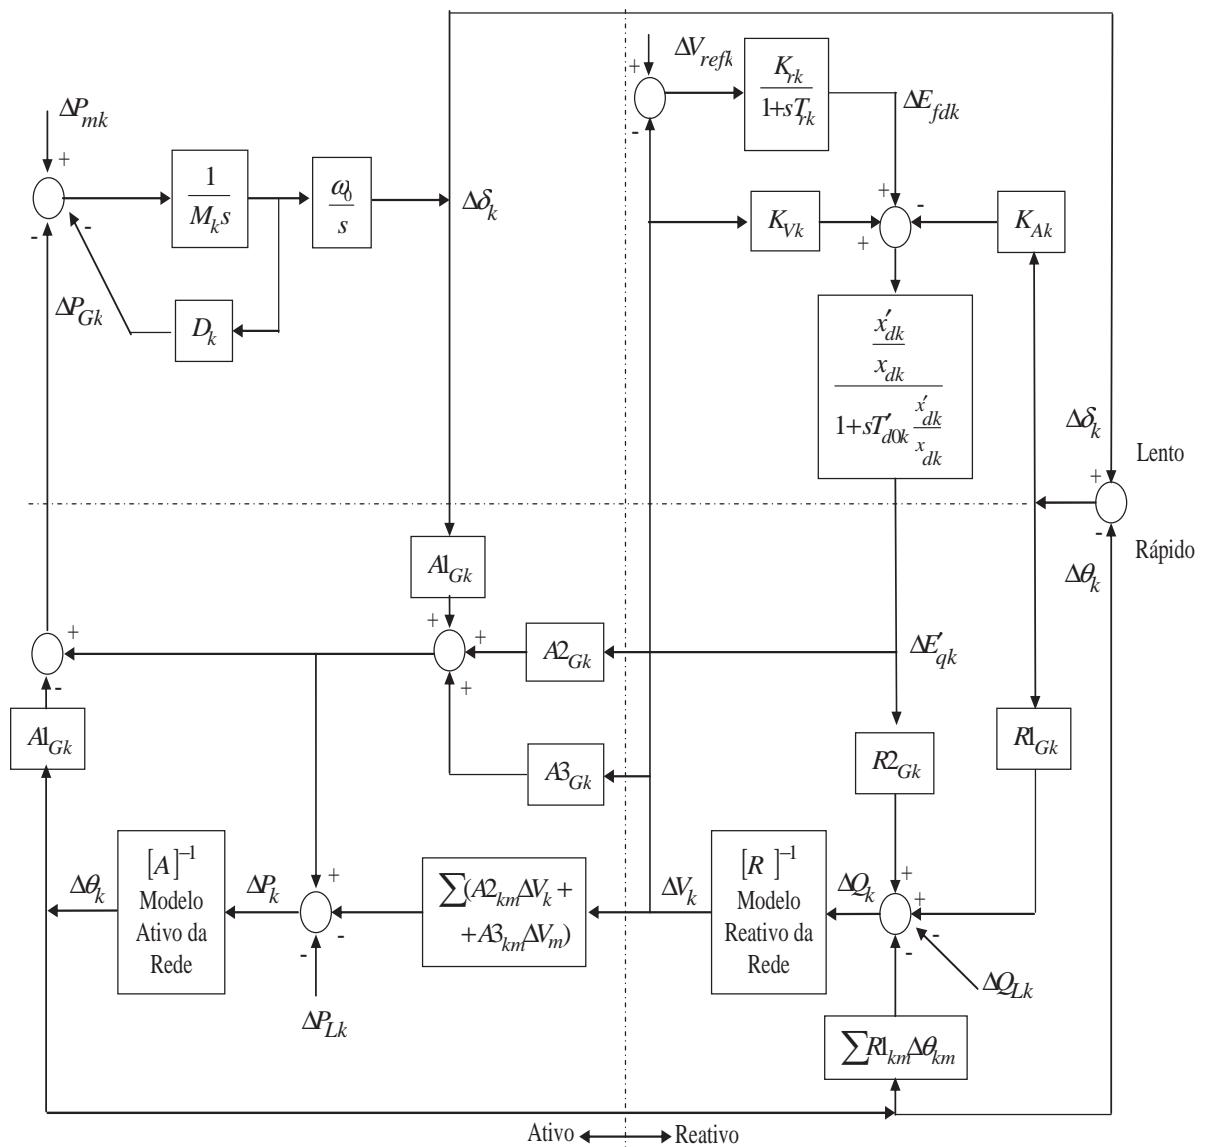 ΔV_refk
K_rk
1+sT_rk
ΔE_fdk
ΔP_mk
+
-
+
-
-
1
M_k s
ω_0
s
Δδ_k
K_Vk
+
+
-
K_Ak
ΔP_Gk
D_k
x'_dk
x_dk
1+sT'_d0k x'_dk
x_dk
Δδ_k
Lento
+
-
Rápido
Δθ_k
A1_Gk
+
+
+
+
-
A2_Gk
ΔE'_qk
A1_Gk
A3_Gk
R2_Gk
R1_Gk
Δθ_k
[A]^-1
Modelo
Ativo da
Rede
ΔP_k
+
-
-
∑(A2_km ΔV_k +
+A3_km ΔV_m)
ΔV_k
[R]^-1
Modelo
Reativo da
Rede
ΔQ_k
+
+
-
-
ΔP_Lk
ΔQ_Lk
∑R1_km Δθ_km
Ativo
Reativo